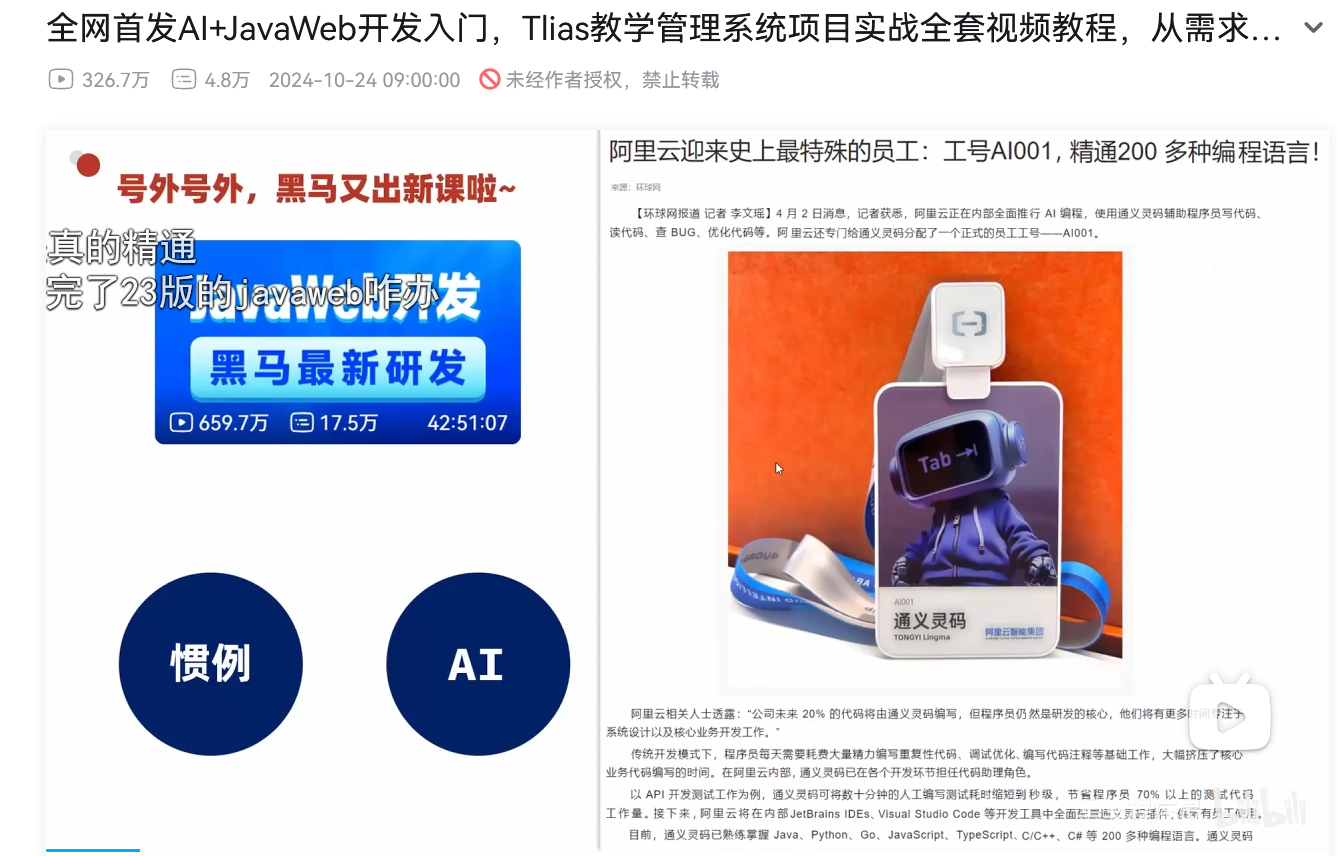 全网首发AI+JavaWeb开发入门，Tlias教学管理系统项目实战全套视频教程，从需求...
326.7万 4.8万 2024-10-24 09:00:00 未经作者授权，禁止转载
号外号外，黑马又出新课啦~
真的精通
完了23版的javaweb咋办
JavaWeb开发
黑马最新研发
659.7万 17.5万 42:51:07
惯例
AI
阿里云迎来史上最特殊的员工：工号AI001, 精通200 多种编程语言！
来源：环球网
【环球网报道 记者 李文瑶】4 月 2 日消息，记者获悉，阿里云正在内部全面推行 AI 编程，使用通义灵码辅助程序员写代码、
读代码、查 BUG、优化代码等。阿里云还专门给通义灵码分配了一个正式的员工工号——AI001。
Tab
GROUP
AI001
通义灵码
TONGYI Lingma
阿里云智能集团
阿里云相关人士透露：“公司未来 20% 的代码将由通义灵码编写，但程序员仍然是研发的核心，他们将有更多时间专注于
系统设计以及核心业务开发工作。”
传统开发模式下，程序员每天需要耗费大量精力编写重复性代码、调试优化、编写代码注释等基础工作，大幅挤压了核心
业务代码编写的时间。在阿里云内部，通义灵码已在各个开发环节担任代码助理角色。
以 API 开发测试工作为例，通义灵码可将数十分钟的人工编写测试耗时缩短到秒级，节省程序员 70% 以上的测试代码
工作量。接下来，阿里云将在内部JetBrains IDEs、Visual Studio Code 等开发工具中全面
目前，通义灵码已熟练掌握 Java、Python、Go、JavaScript、TypeScript、C/C++、C# 等 200 多种编程语言。通义灵码
bilibili